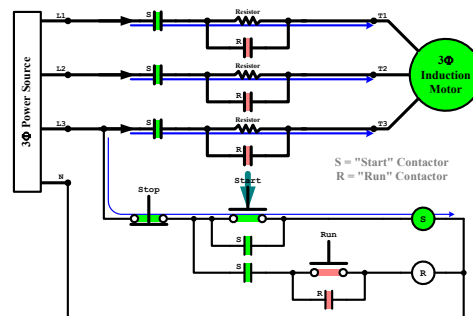 3Φ Power Source
L1
S
Resistor
R
T1
L2
S
Resistor
R
T2
L3
S
Resistor
R
T3
N
3Φ
Induction
Motor
S = "Start" Contactor
R = "Run" Contactor
Stop
Start
S
S
Run
S
R
R